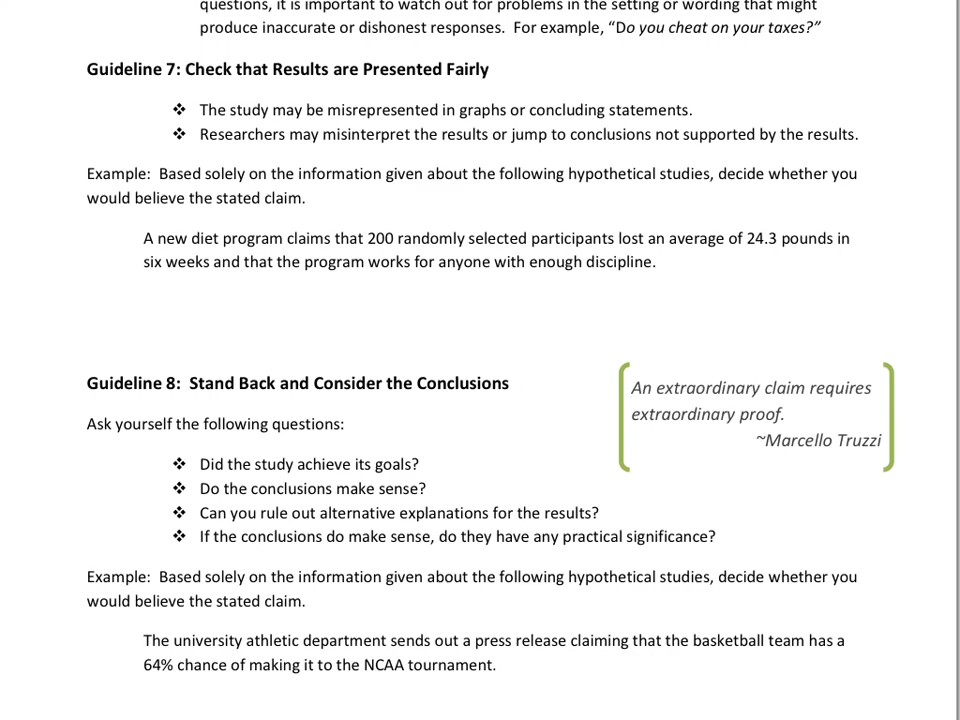 questions, it is important to watch out for problems in the setting or wording that might
produce inaccurate or dishonest responses.  For example, “Do you cheat on your taxes?”
Guideline 7: Check that Results are Presented Fairly
❖ The study may be misrepresented in graphs or concluding statements.
❖ Researchers may misinterpret the results or jump to conclusions not supported by the results.
Example:  Based solely on the information given about the following hypothetical studies, decide whether you
would believe the stated claim.
A new diet program claims that 200 randomly selected participants lost an average of 24.3 pounds in
six weeks and that the program works for anyone with enough discipline.
Guideline 8:  Stand Back and Consider the Conclusions
An extraordinary claim requires
extraordinary proof.
~Marcello Truzzi
Ask yourself the following questions:
❖ Did the study achieve its goals?
❖ Do the conclusions make sense?
❖ Can you rule out alternative explanations for the results?
❖ If the conclusions do make sense, do they have any practical significance?
Example:  Based solely on the information given about the following hypothetical studies, decide whether you
would believe the stated claim.
The university athletic department sends out a press release claiming that the basketball team has a
64% chance of making it to the NCAA tournament.